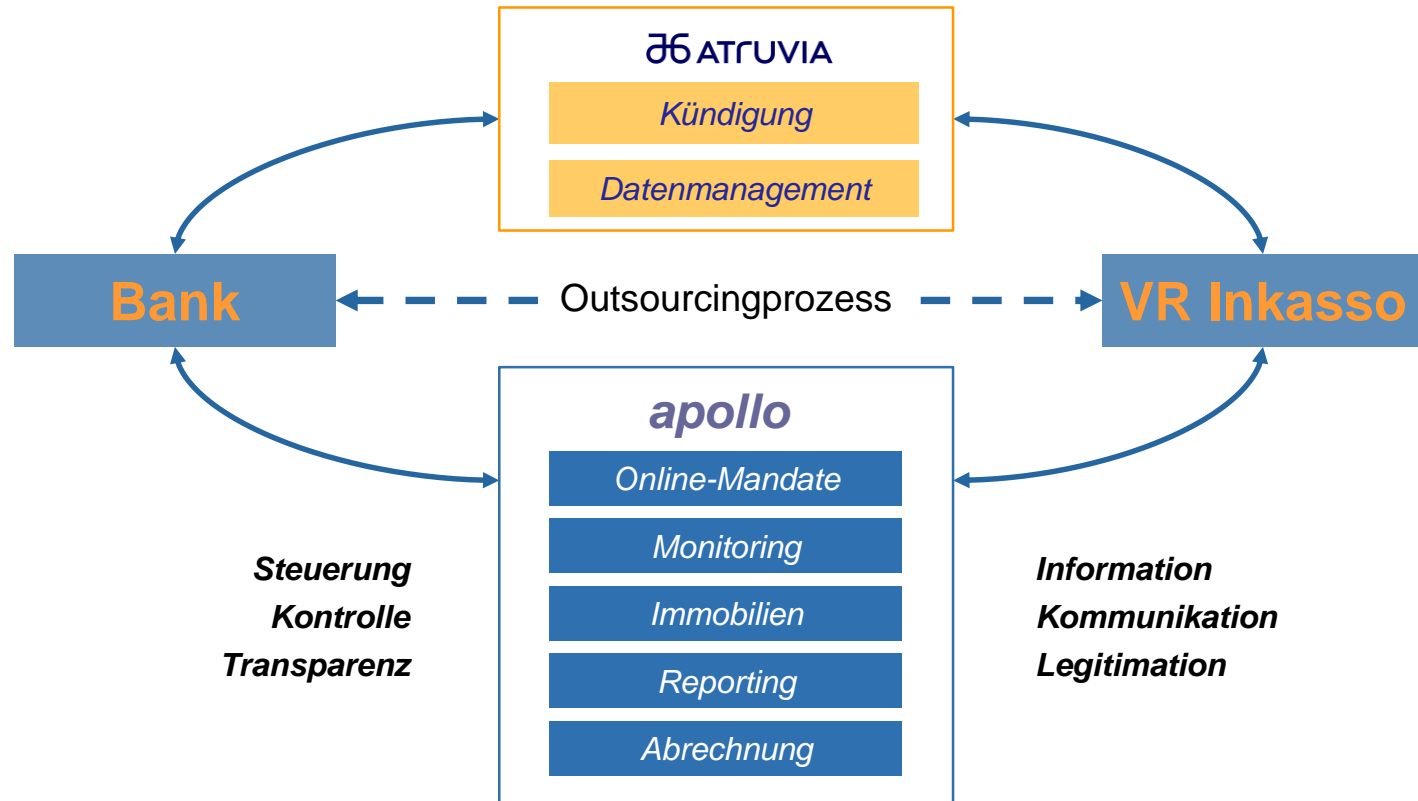 ATRUVIA
Kündigung
Datenmanagement
Bank
Outsourcingprozess
VR Inkasso
apollo
Online-Mandate
Monitoring
Immobilien
Reporting
Abrechnung
Steuerung
Kontrolle
Transparenz
Information
Kommunikation
Legitimation